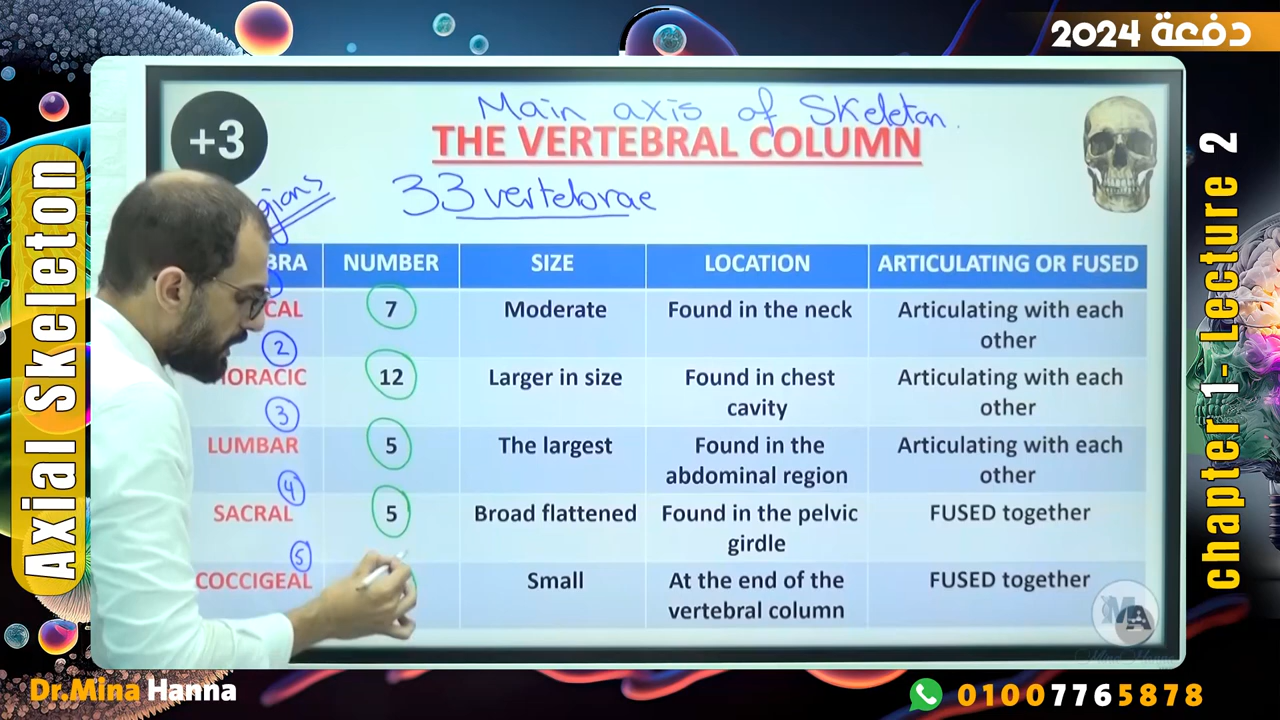 دفعة 2024
Main axis of Skeleton.
+3
THE VERTEBRAL COLUMN
33 vertebrae
NUMBER SIZE LOCATION ARTICULATING OR FUSED
7 Moderate Found in the neck Articulating with each
other
2
12 Larger in size Found in chest Articulating with each
cavity other
3
LUMBAR 5 The largest Found in the Articulating with each
abdominal region other
4
SACRAL 5 Broad flattened Found in the pelvic FUSED together
girdle
5
COCCIGEAL Small At the end of the FUSED together
vertebral column
MA
Axial Skeleton
chapter 1- Lecture 2
Dr.Mina Hanna
01007765878